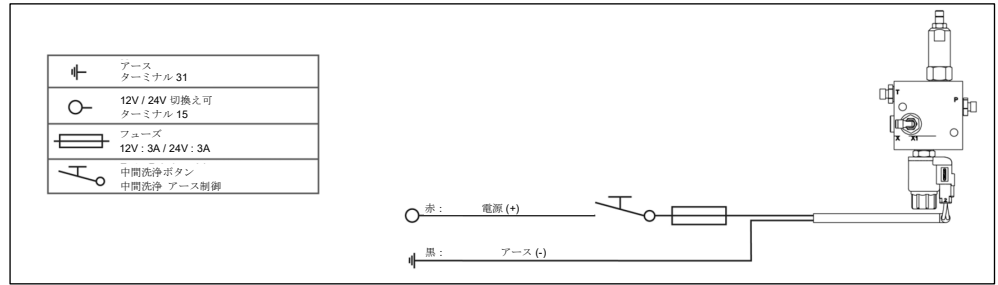 アース
ターミナル 31
12V / 24V 切換え可
ターミナル 15
フューズ
12V : 3A / 24V : 3A
中間洗浄ボタン
中間洗浄 アース制御
赤： 電源 (+)
黒： アース (-)
T
P
X X1